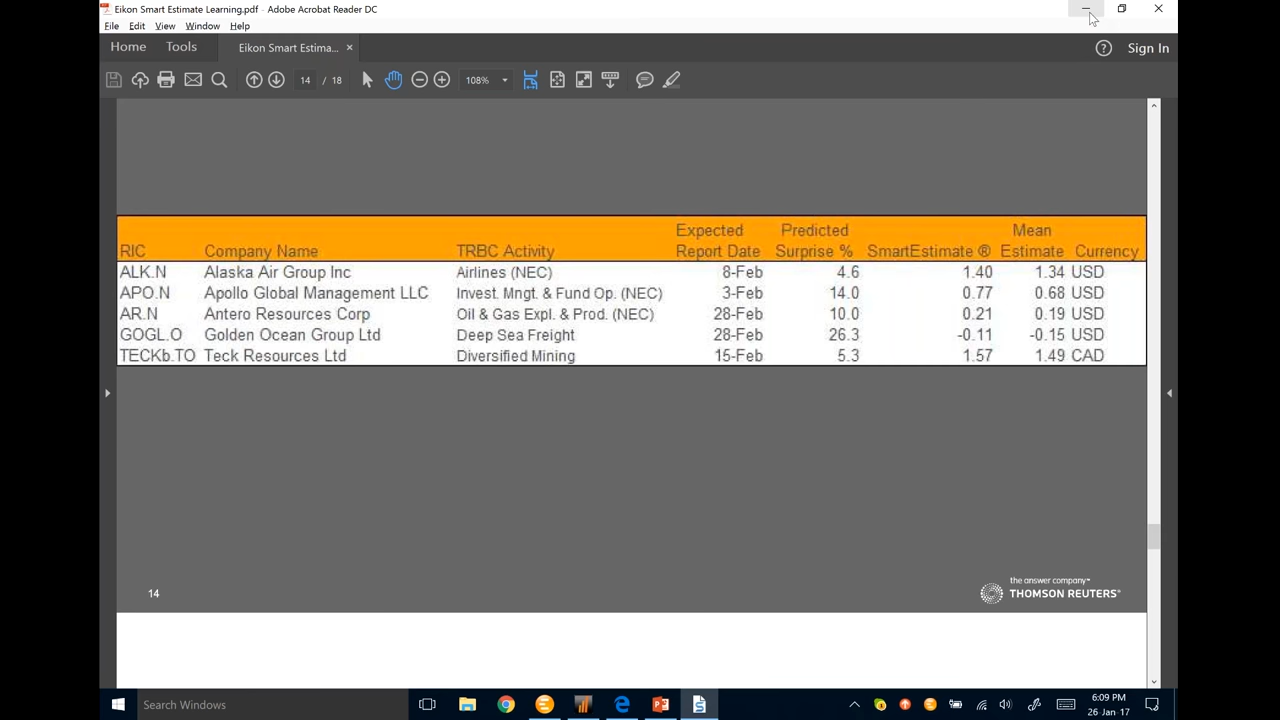 Eikon Smart Estimate Learning.pdf - Adobe Acrobat Reader DC
File Edit View Window Help
Home Tools Eikon Smart Estima... × Sign In
14 / 18 108%
Expected Predicted Mean
RIC Company Name TRBC Activity Report Date Surprise % SmartEstimate ® Estimate Currency
ALK.N Alaska Air Group Inc Airlines (NEC) 8-Feb 4.6 1.40 1.34 USD
APO.N Apollo Global Management LLC Invest. Mngt. & Fund Op. (NEC) 3-Feb 14.0 0.77 0.68 USD
AR.N Antero Resources Corp Oil & Gas Expl. & Prod. (NEC) 28-Feb 10.0 0.21 0.19 USD
GOGL.O Golden Ocean Group Ltd Deep Sea Freight 28-Feb 26.3 -0.11 -0.15 USD
TECKb.TO Teck Resources Ltd Diversified Mining 15-Feb 5.3 1.57 1.49 CAD
the answer company™
14 THOMSON REUTERS®
Search Windows
6:09 PM
26-Jan-17